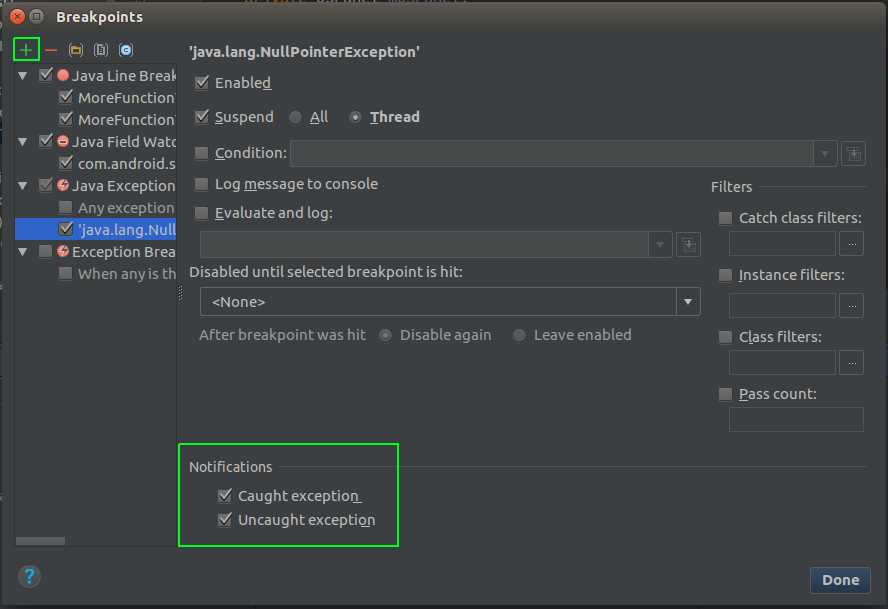 Breakpoints
Java Line Break
MoreFunction
MoreFunction
Java Field Watc
com.android.s
Java Exception
Any exception
'java.lang.Null
Exception Brea
When any is th
'java.lang.NullPointerException'
Enabled
Suspend All Thread
Condition:
Log message to console
Evaluate and log:
Disabled until selected breakpoint is hit:
<None>
After breakpoint was hit Disable again Leave enabled
Filters
Catch class filters:
...
Instance filters:
...
Class filters:
...
Pass count:
Notifications
Caught exception
Uncaught exception
?
Done